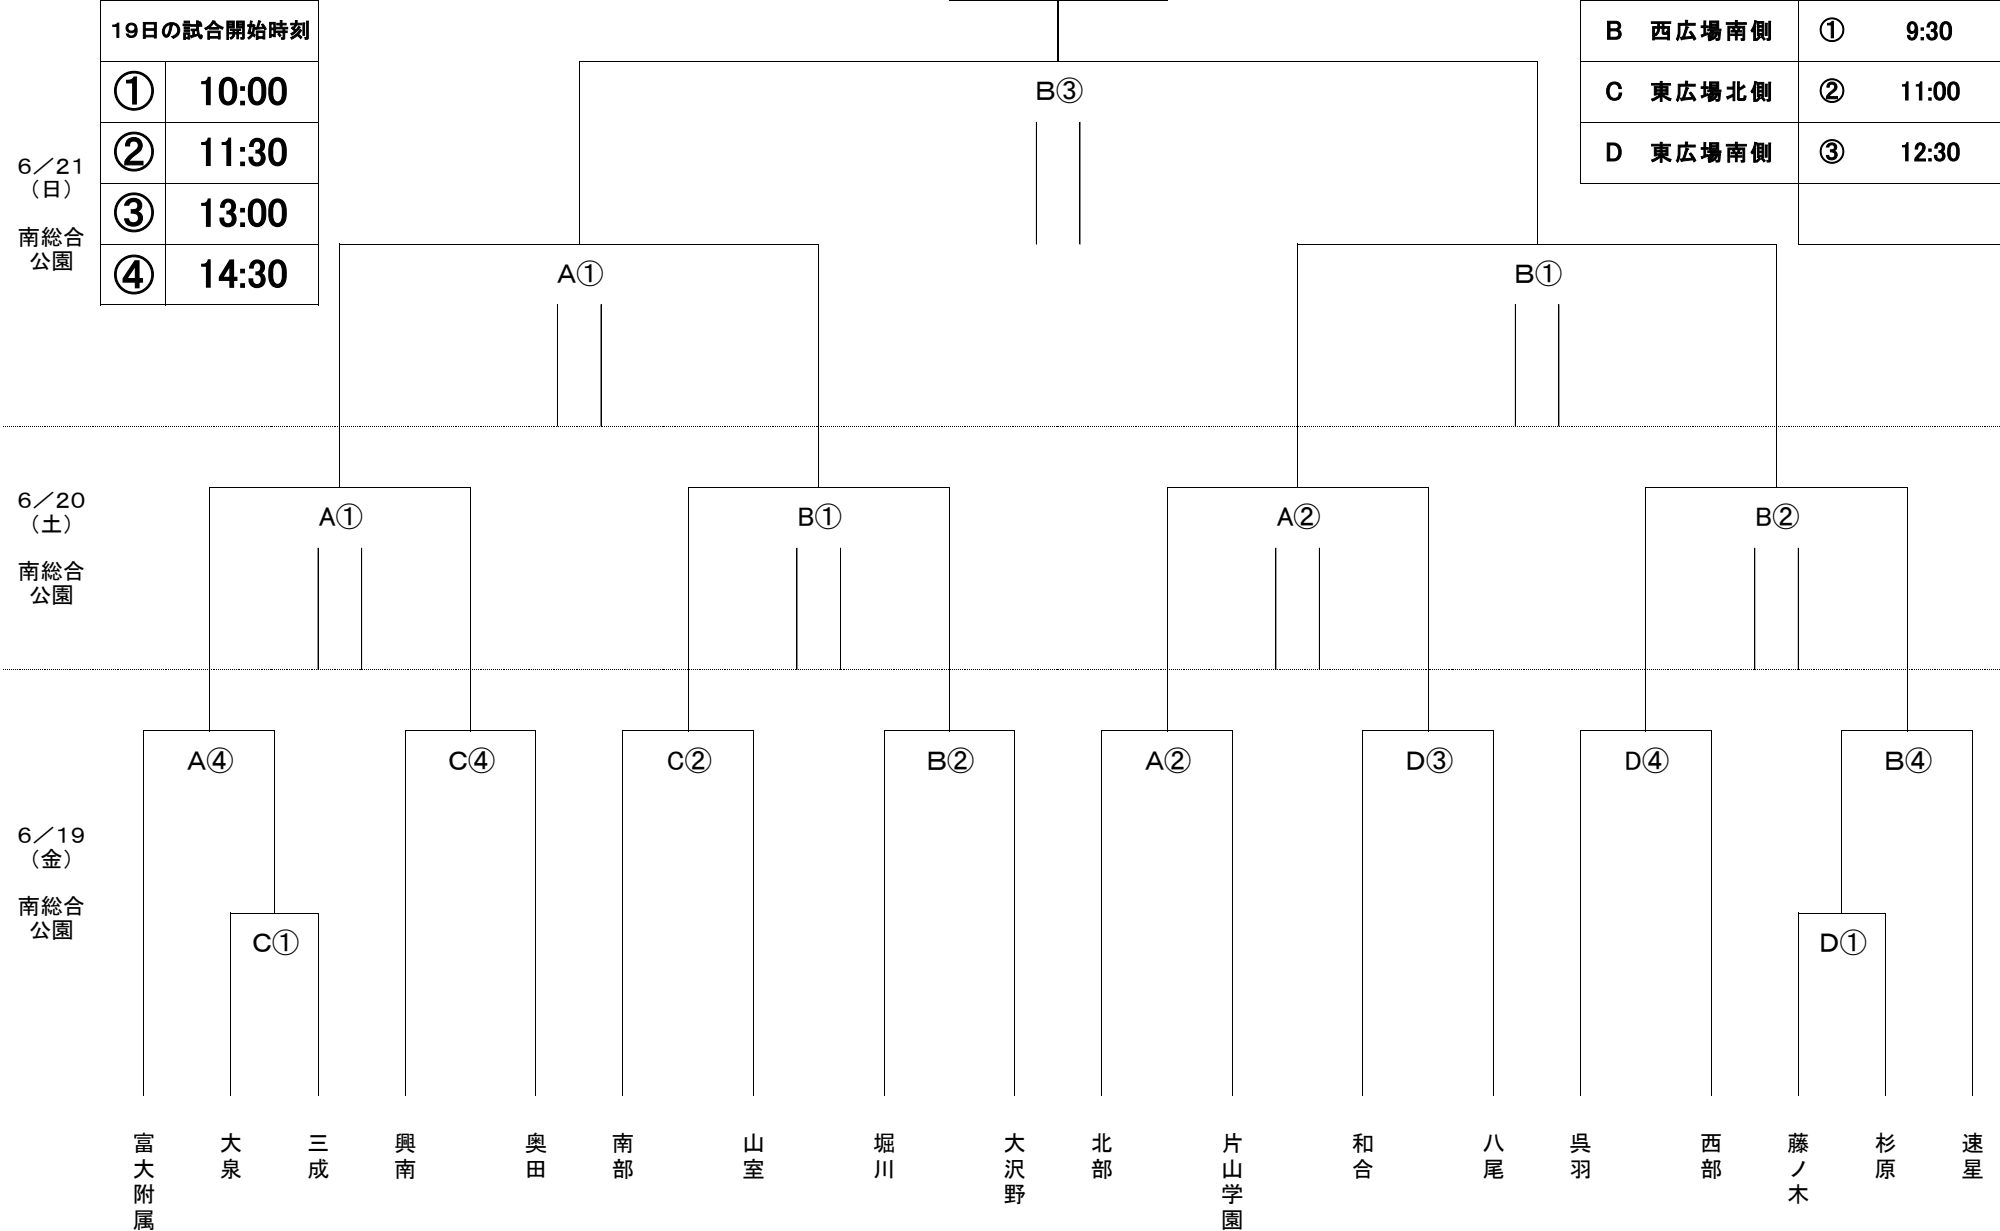 19日の試合開始時刻
① 10:00
② 11:30
③ 13:00
④ 14:30
B 西広場南側 ① 9:30
C 東広場北側 ② 11:00
D 東広場南側 ③ 12:30
B③
6／21
（日）
南総合
公園
A①
B①
6／20
（土）
南総合
公園
A①
B①
A②
B②
6／19
（金）
南総合
公園
A④
C④
C②
B②
A②
D③
D④
B④
C①
D①
富大附属
大泉
三成
興南
奥田
南部
山室
堀川
大沢野
北部
片山学園
和合
八尾
呉羽
西部
藤ノ木
杉原
速星